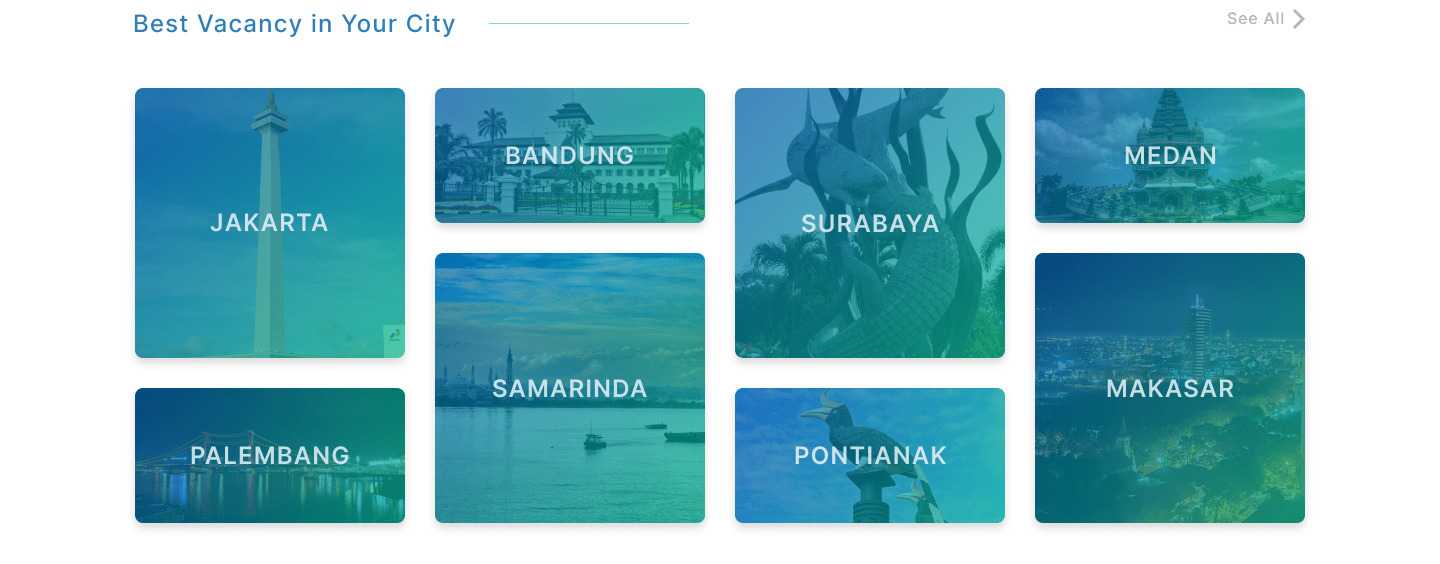 Best Vacancy in Your City
See All
JAKARTA
BANDUNG
SURABAYA
MEDAN
SAMARINDA
MAKASAR
PALEMBANG
PONTIANAK